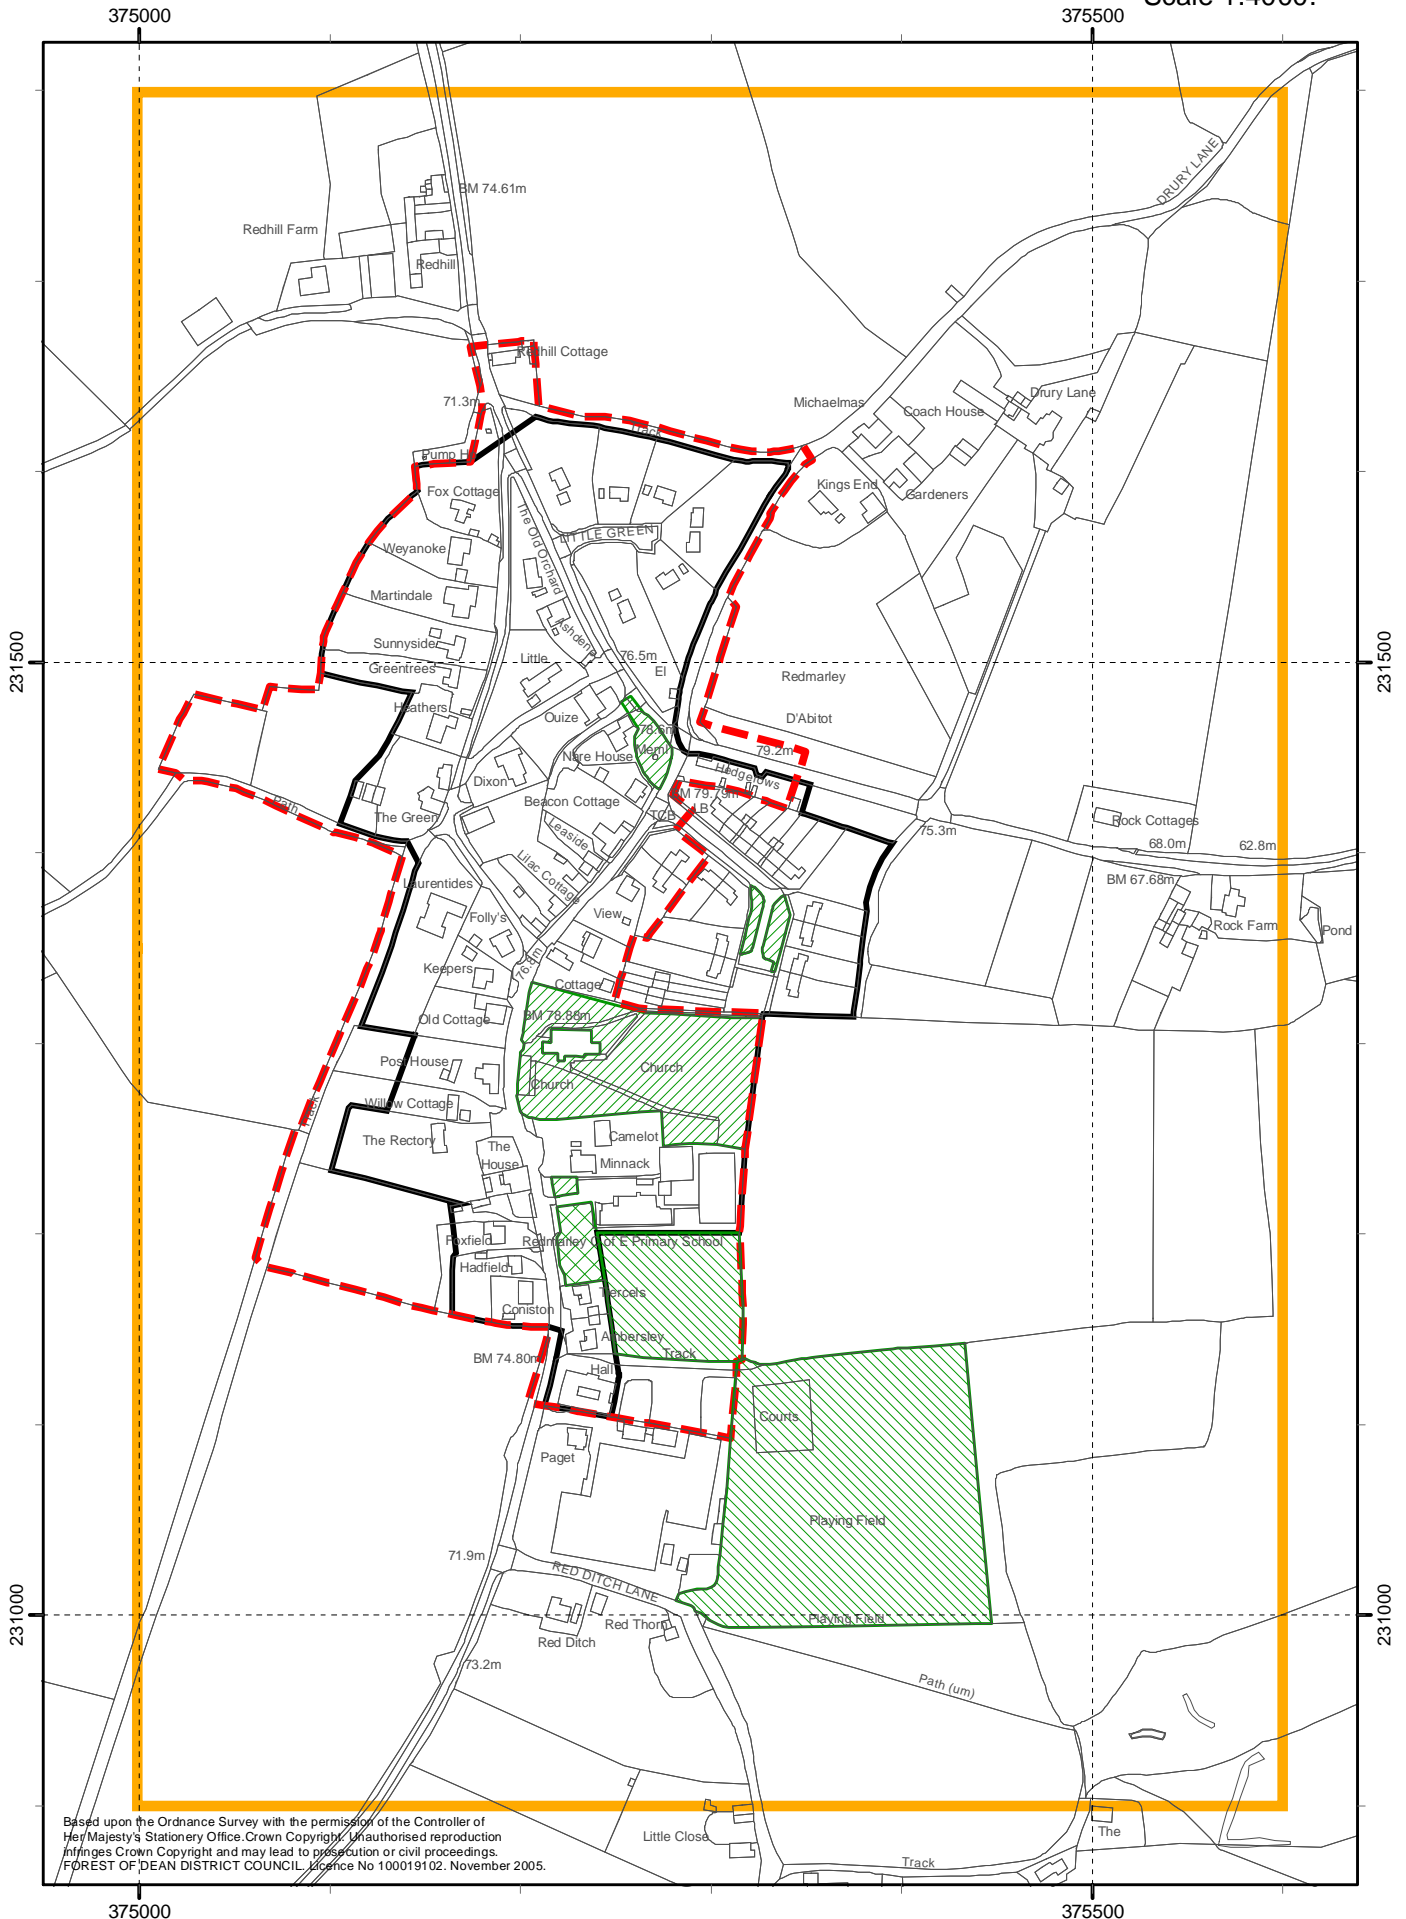 375000
375500
DRURY LANE
BM 74.61m
Redhill Farm
Redhill
Redhill Cottage
71.3m
Track
Michaelmas
Drury Lane
Coach House
Pump H
Fox Cottage
Kings End
Gardeners
The Old Orchard
LITTLE GREEN
Weyanoke
Martindale
Ashdene
Sunnyside
Little
76.5m
231500
Greentrees
El
Redmarley
231500
Heathers
Ouize
D'Abitot
78.6m
Meml
79.2m
Nare House
Hedgerows
Dixon
BM 79.79m
Path
Beacon Cottage
LB
The Green
TCB
Rock Cottages
Leaside
75.3m
68.0m
62.8m
Lilac Cottage
Laurentides
BM 67.68m
Folly's
View
Rock Farm
Pond
Keepers
76.8m
Cottage
Old Cottage
BM 78.88m
Post House
Church
Church
Willow Cottage
Track
The Rectory
Camelot
The
House
Minnack
Foxfield
Redmarley C of E Primary School
Hadfield
Tercels
Coniston
Ambersley
Track
BM 74.80m
Hall
Courts
Paget
Playing Field
71.9m
RED DITCH LANE
231000
Playing Field
231000
Red Thorn
Red Ditch
73.2m
Path (um)
Based upon the Ordnance Survey with the permission of the Controller of
Her Majesty's Stationery Office.Crown Copyright. Unauthorised reproduction
infringes Crown Copyright and may lead to prosecution or civil proceedings.
FOREST OF DEAN DISTRICT COUNCIL. Licence No 100019102. November 2005.
Little Close
The
Track
375000
375500